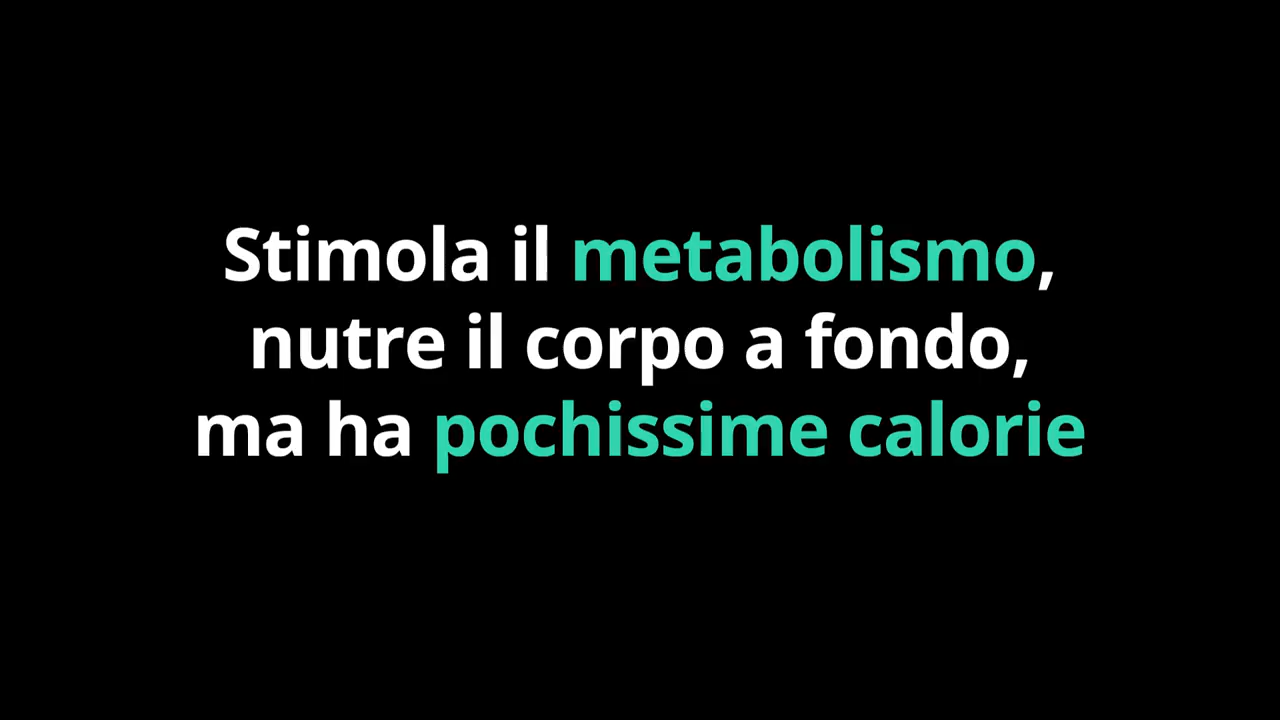 Stimola il metabolismo,
nutre il corpo a fondo,
ma ha pochissime calorie